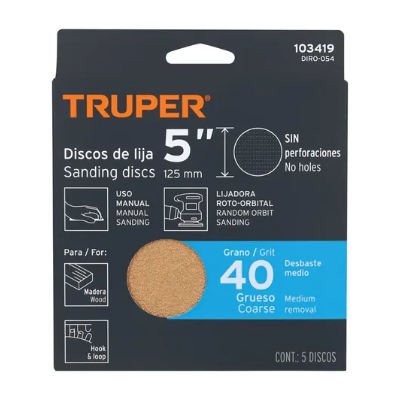 103419
DIRO-054
TRUPER®
Discos de lija
Sanding discs
5"
125 mm
SIN
perforaciones
No holes
USO
MANUAL
MANUAL
SANDING
LIJADORA
ROTO-ORBITAL
RANDOM ORBIT
SANDING
Para / For:
Madera
Wood
Hook
& loop
Grano / Grit
40
Grueso
Coarse
Desbaste
medio
Medium
removal
CONT.: 5 DISCOS